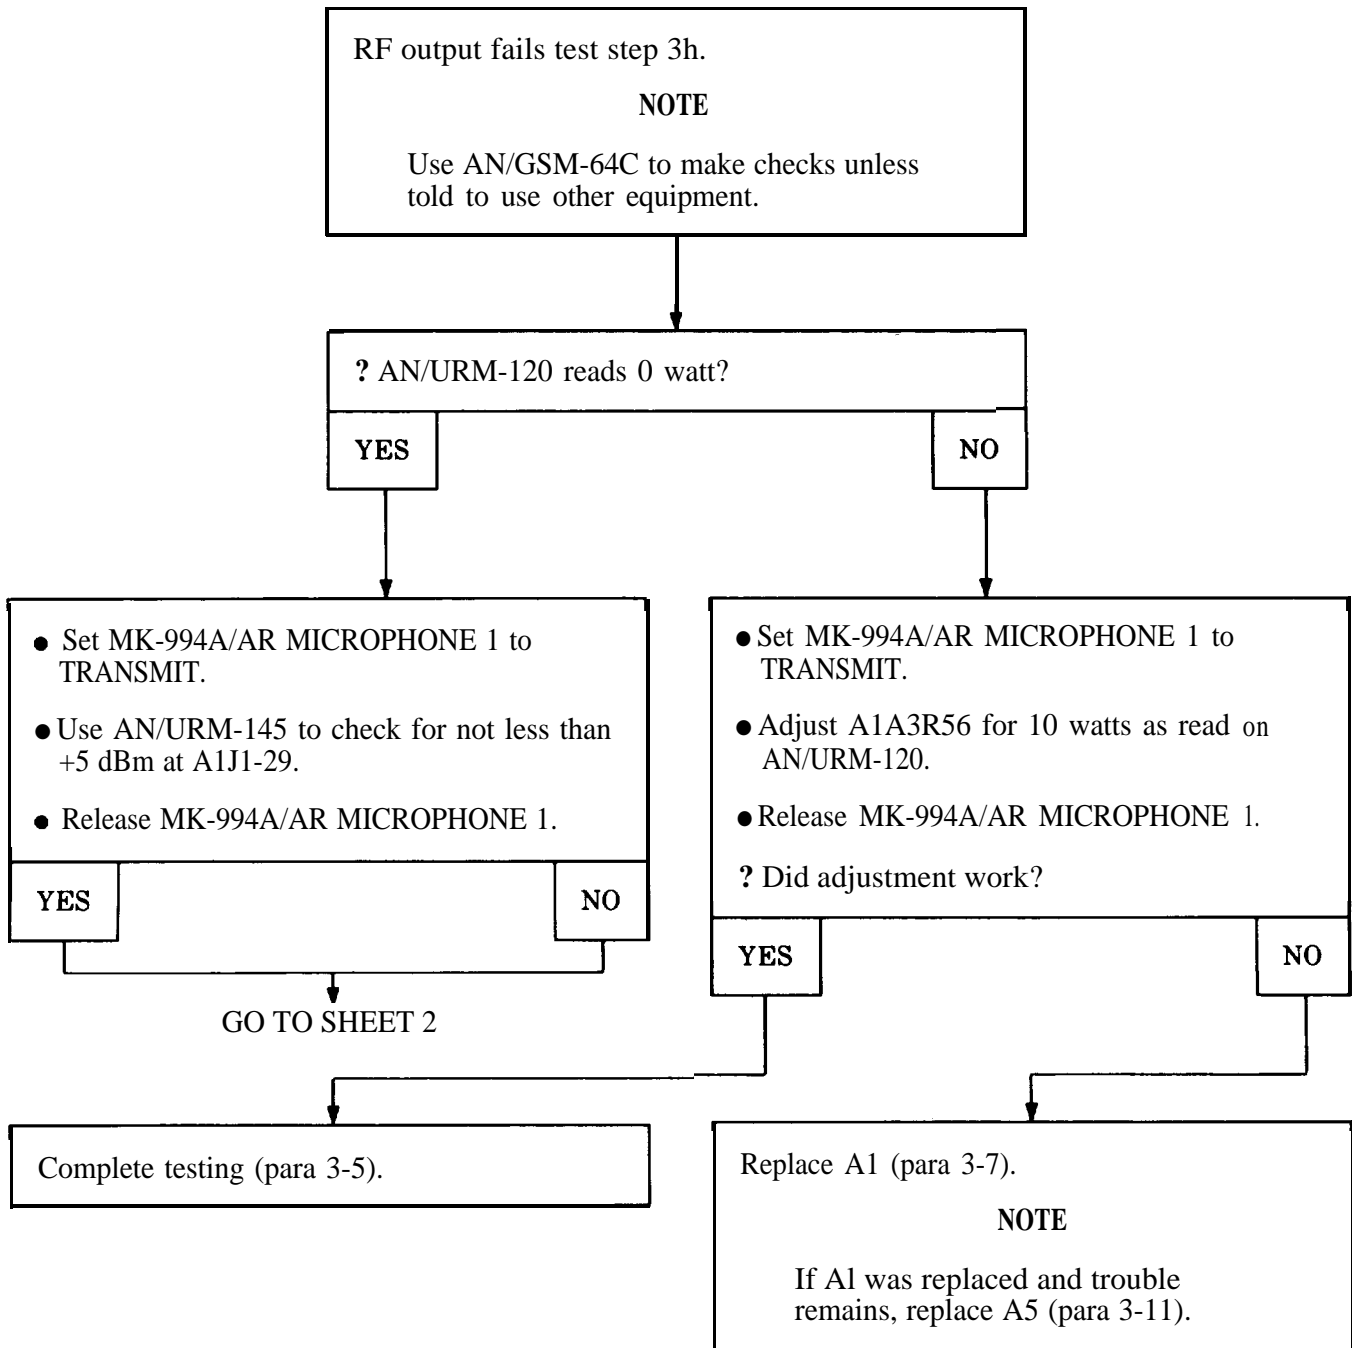 RF output fails test step 3h.
NOTE
Use AN/GSM-64C to make checks unless
told to use other equipment.
? AN/URM-120 reads 0 watt?
YES
NO
● Set MK-994A/AR MICROPHONE 1 to
TRANSMIT.
● Use AN/URM-145 to check for not less than
+5 dBm at A1J1-29.
● Release MK-994A/AR MICROPHONE 1.
YES
NO
GO TO SHEET 2
● Set MK-994A/AR MICROPHONE 1 to
TRANSMIT.
● Adjust A1A3R56 for 10 watts as read on
AN/URM-120.
● Release MK-994A/AR MICROPHONE 1.
? Did adjustment work?
YES
NO
Complete testing (para 3-5).
Replace A1 (para 3-7).
NOTE
If Al was replaced and trouble
remains, replace A5 (para 3-11).